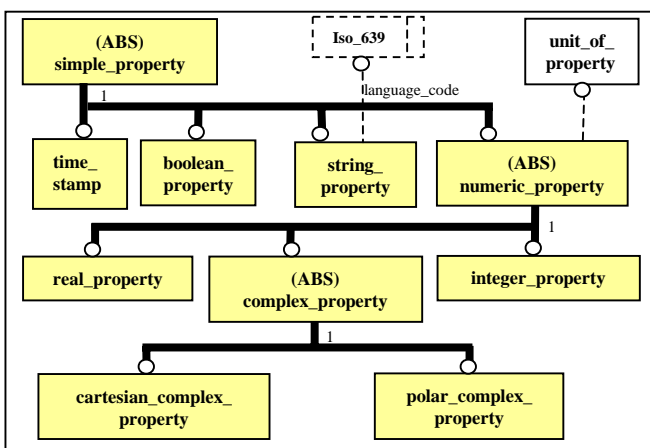 (ABS)
simple_property
Iso_639
unit_of_
property
1
language_code
time_
stamp
boolean_
property
string_
property
(ABS)
numeric_property
1
real_property
(ABS)
complex_property
integer_property
1
cartesian_complex_
property
polar_complex_
property